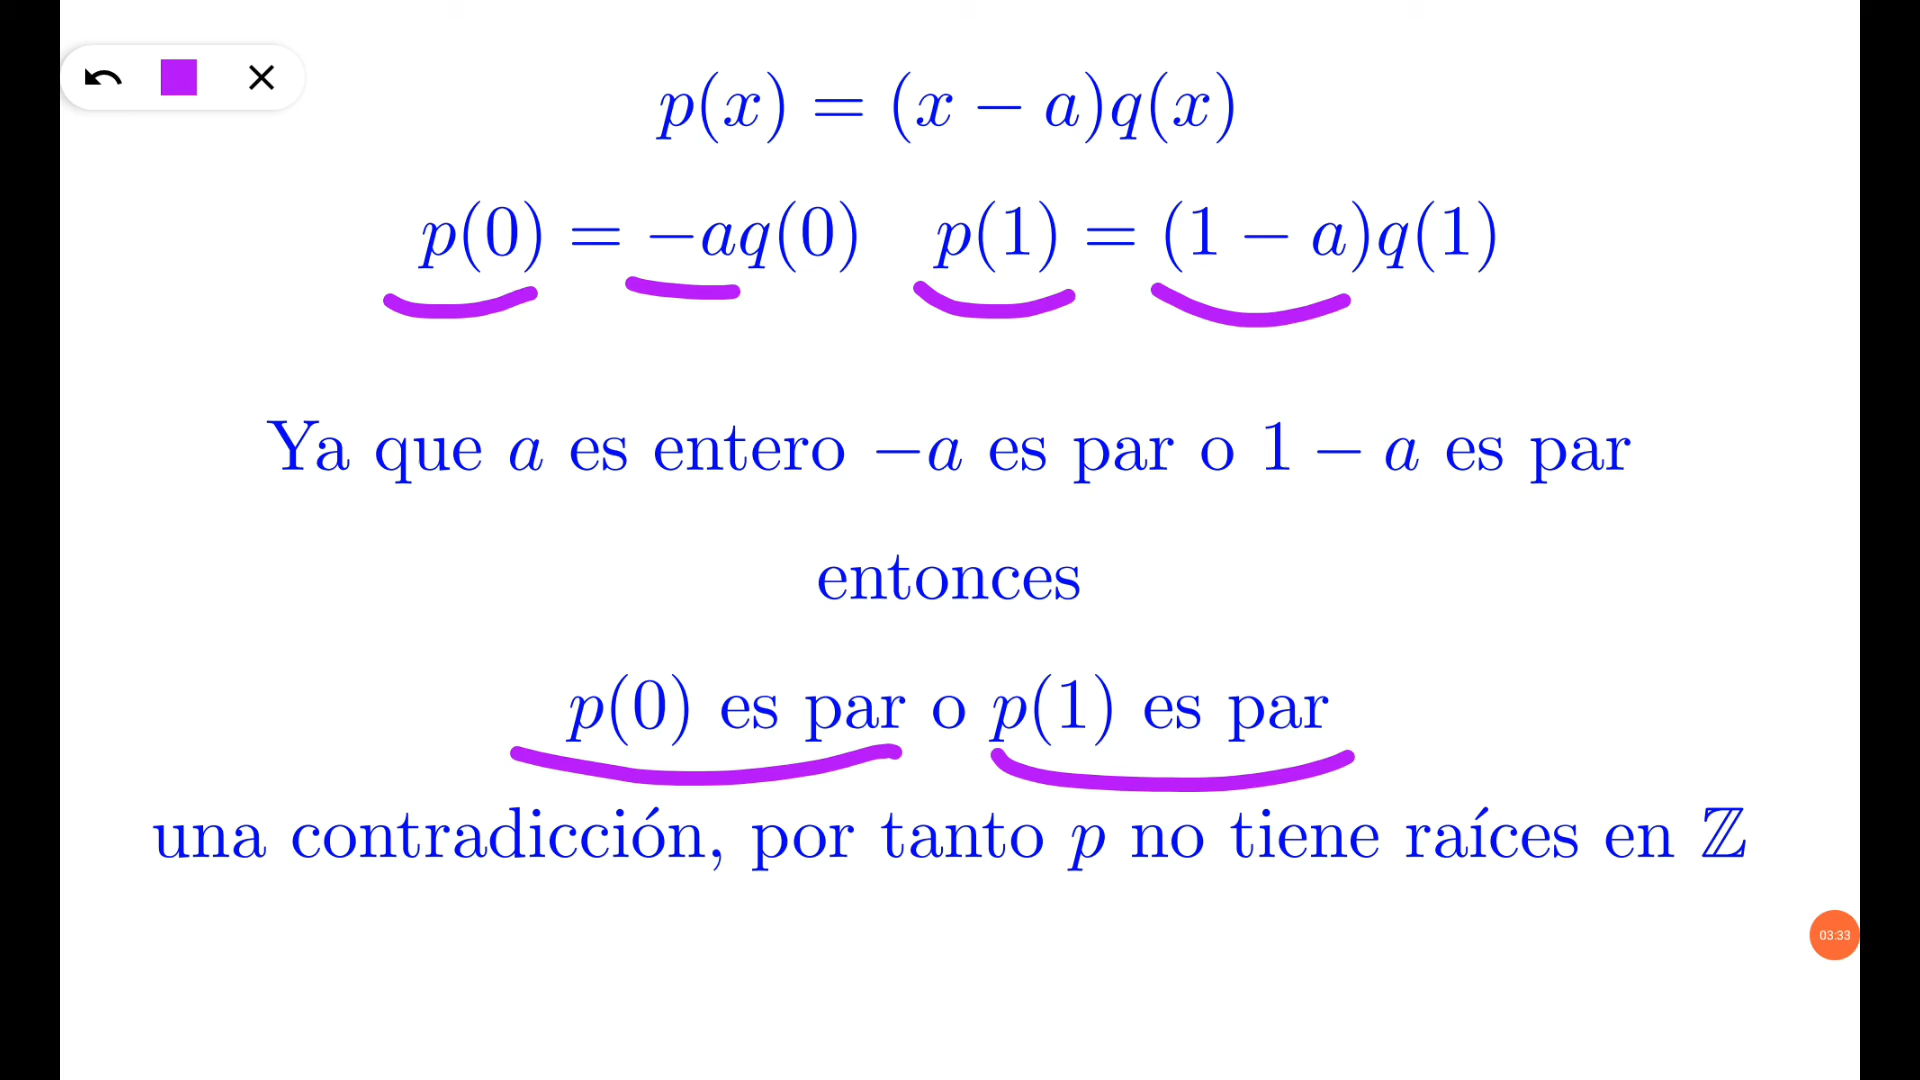 p(x) = (x − a)q(x)
p(0) = −aq(0) p(1) = (1 − a)q(1)
Ya que a es entero −a es par o 1 − a es par
entonces
p(0) es par o p(1) es par
una contradicción, por tanto p no tiene raíces en ℤ
03:33